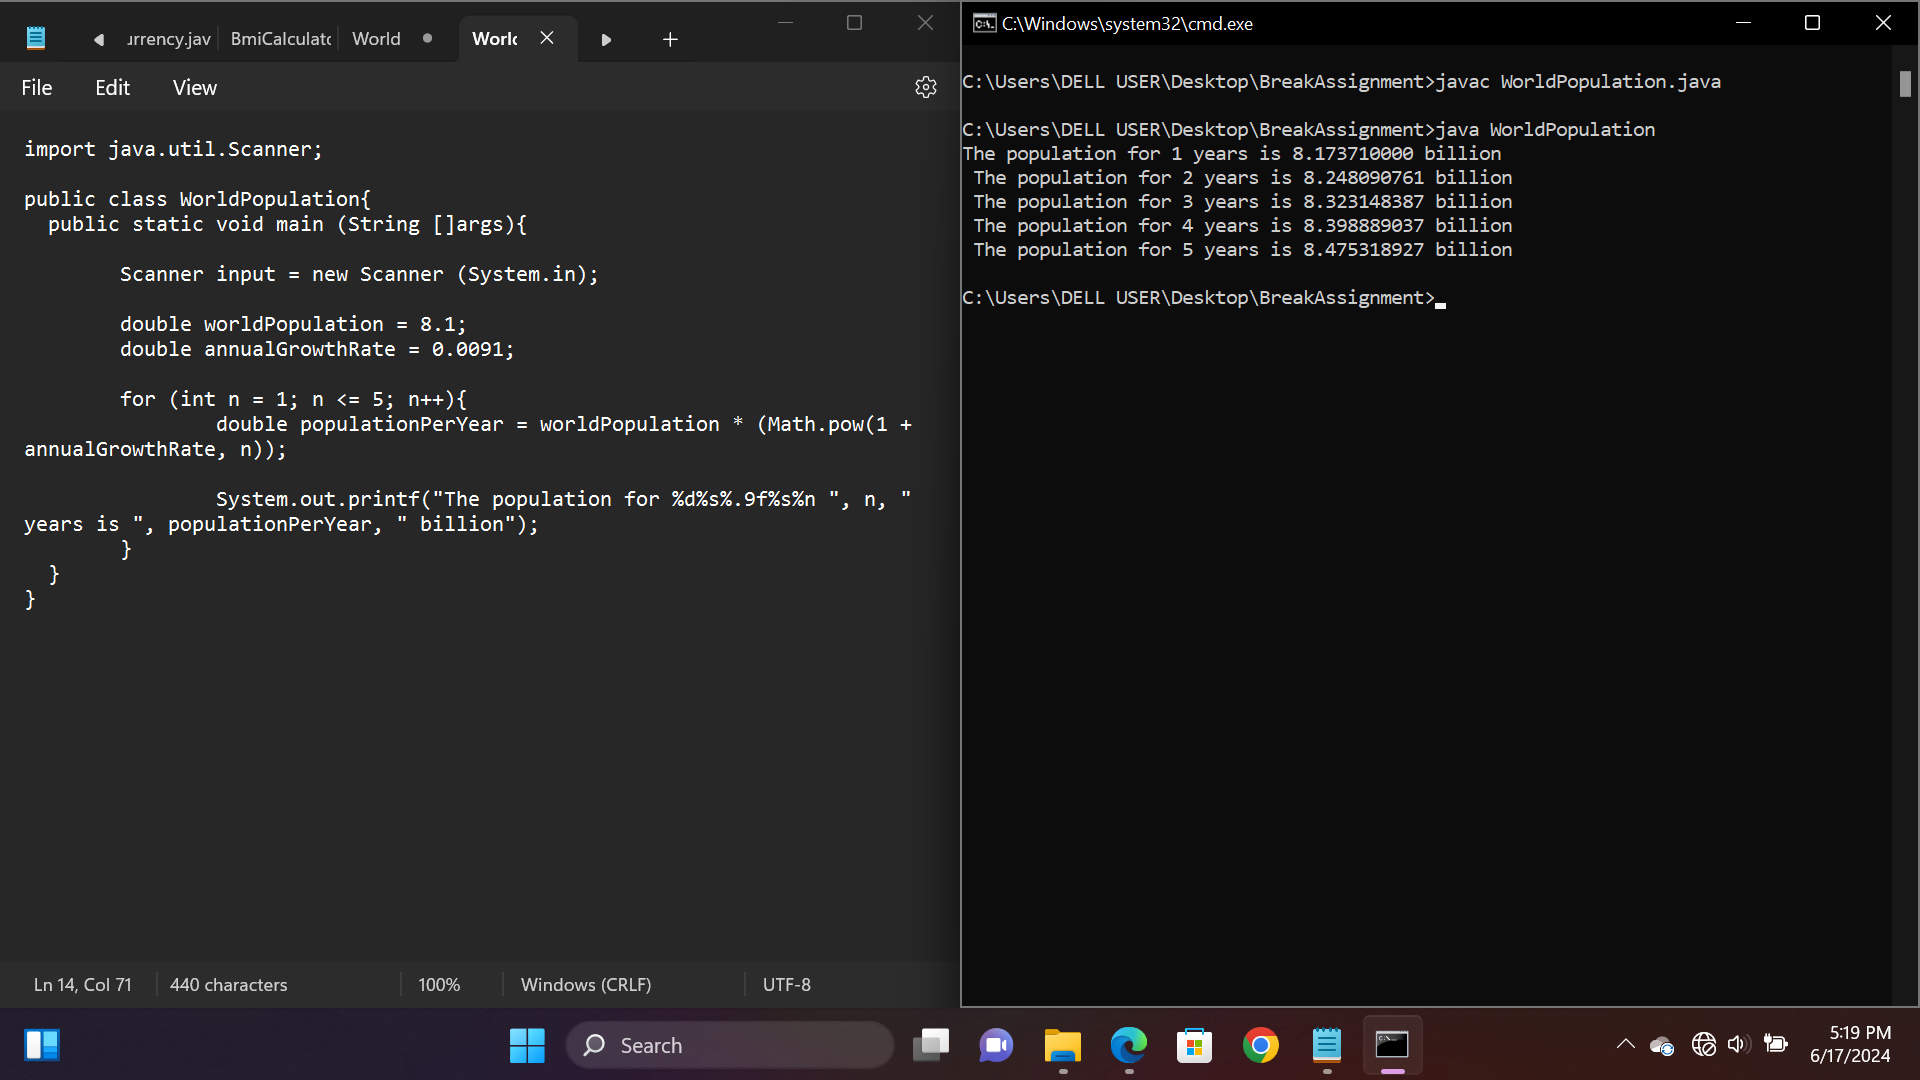 urrency.jav BmiCalculato World Worlc
File Edit View
import java.util.Scanner;
public class WorldPopulation{
public static void main (String []args){
Scanner input = new Scanner (System.in);
double worldPopulation = 8.1;
double annualGrowthRate = 0.0091;
for (int n = 1; n <= 5; n++){
double populationPerYear = worldPopulation * (Math.pow(1 +
annualGrowthRate, n));
System.out.printf("The population for %d%s%.9f%s%n ", n, "
years is ", populationPerYear, " billion");
}
}
}
Ln 14, Col 71 440 characters 100% Windows (CRLF) UTF-8
C:\Windows\system32\cmd.exe
C:\Users\DELL USER\Desktop\BreakAssignment>javac WorldPopulation.java
C:\Users\DELL USER\Desktop\BreakAssignment>java WorldPopulation
The population for 1 years is 8.173710000 billion
The population for 2 years is 8.248090761 billion
The population for 3 years is 8.323148387 billion
The population for 4 years is 8.398889037 billion
The population for 5 years is 8.475318927 billion
C:\Users\DELL USER\Desktop\BreakAssignment>
Search
5:19 PM
6/17/2024